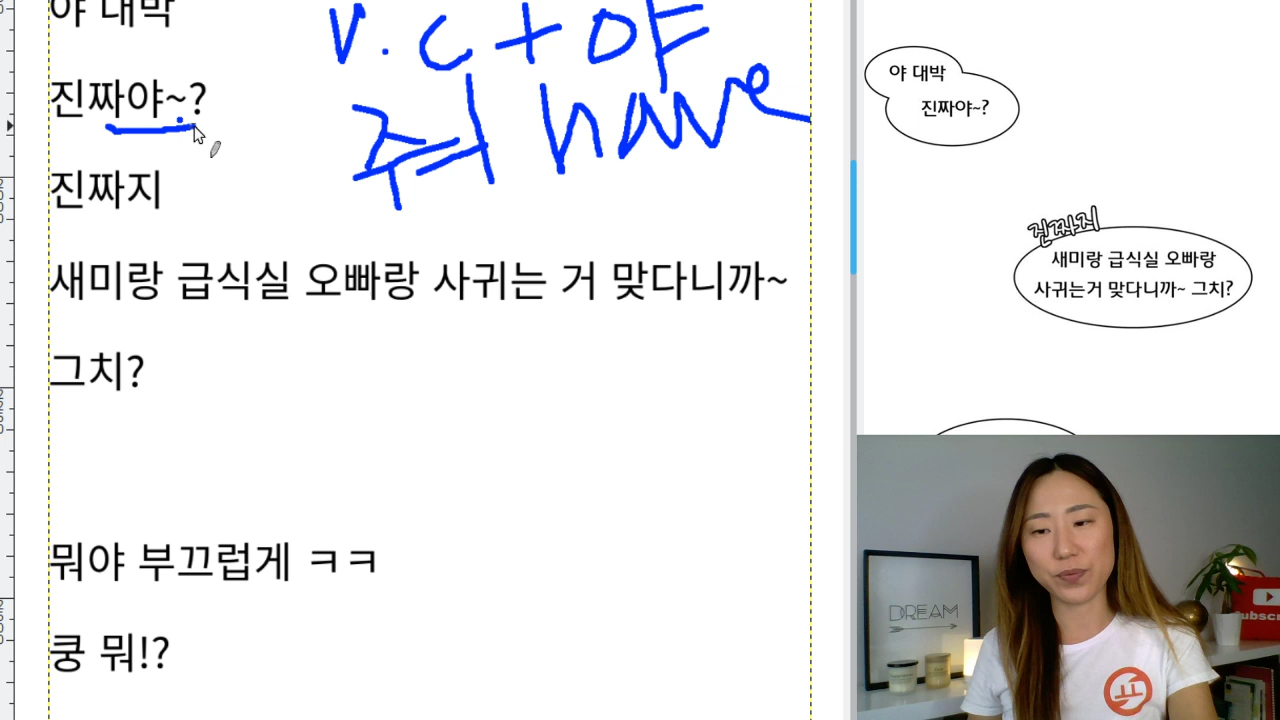 야 대박
진짜야~?
진짜지
새미랑 급식실 오빠랑 사귀는 거 맞다니까~
그치?
뭐야 부끄럽게 ㅋㅋ
쿵 뭐!?
V.C + 야
have
야 대박
진짜야~?
진짜지
새미랑 급식실 오빠랑
사귀는거 맞다니까~ 그치?
DREAM